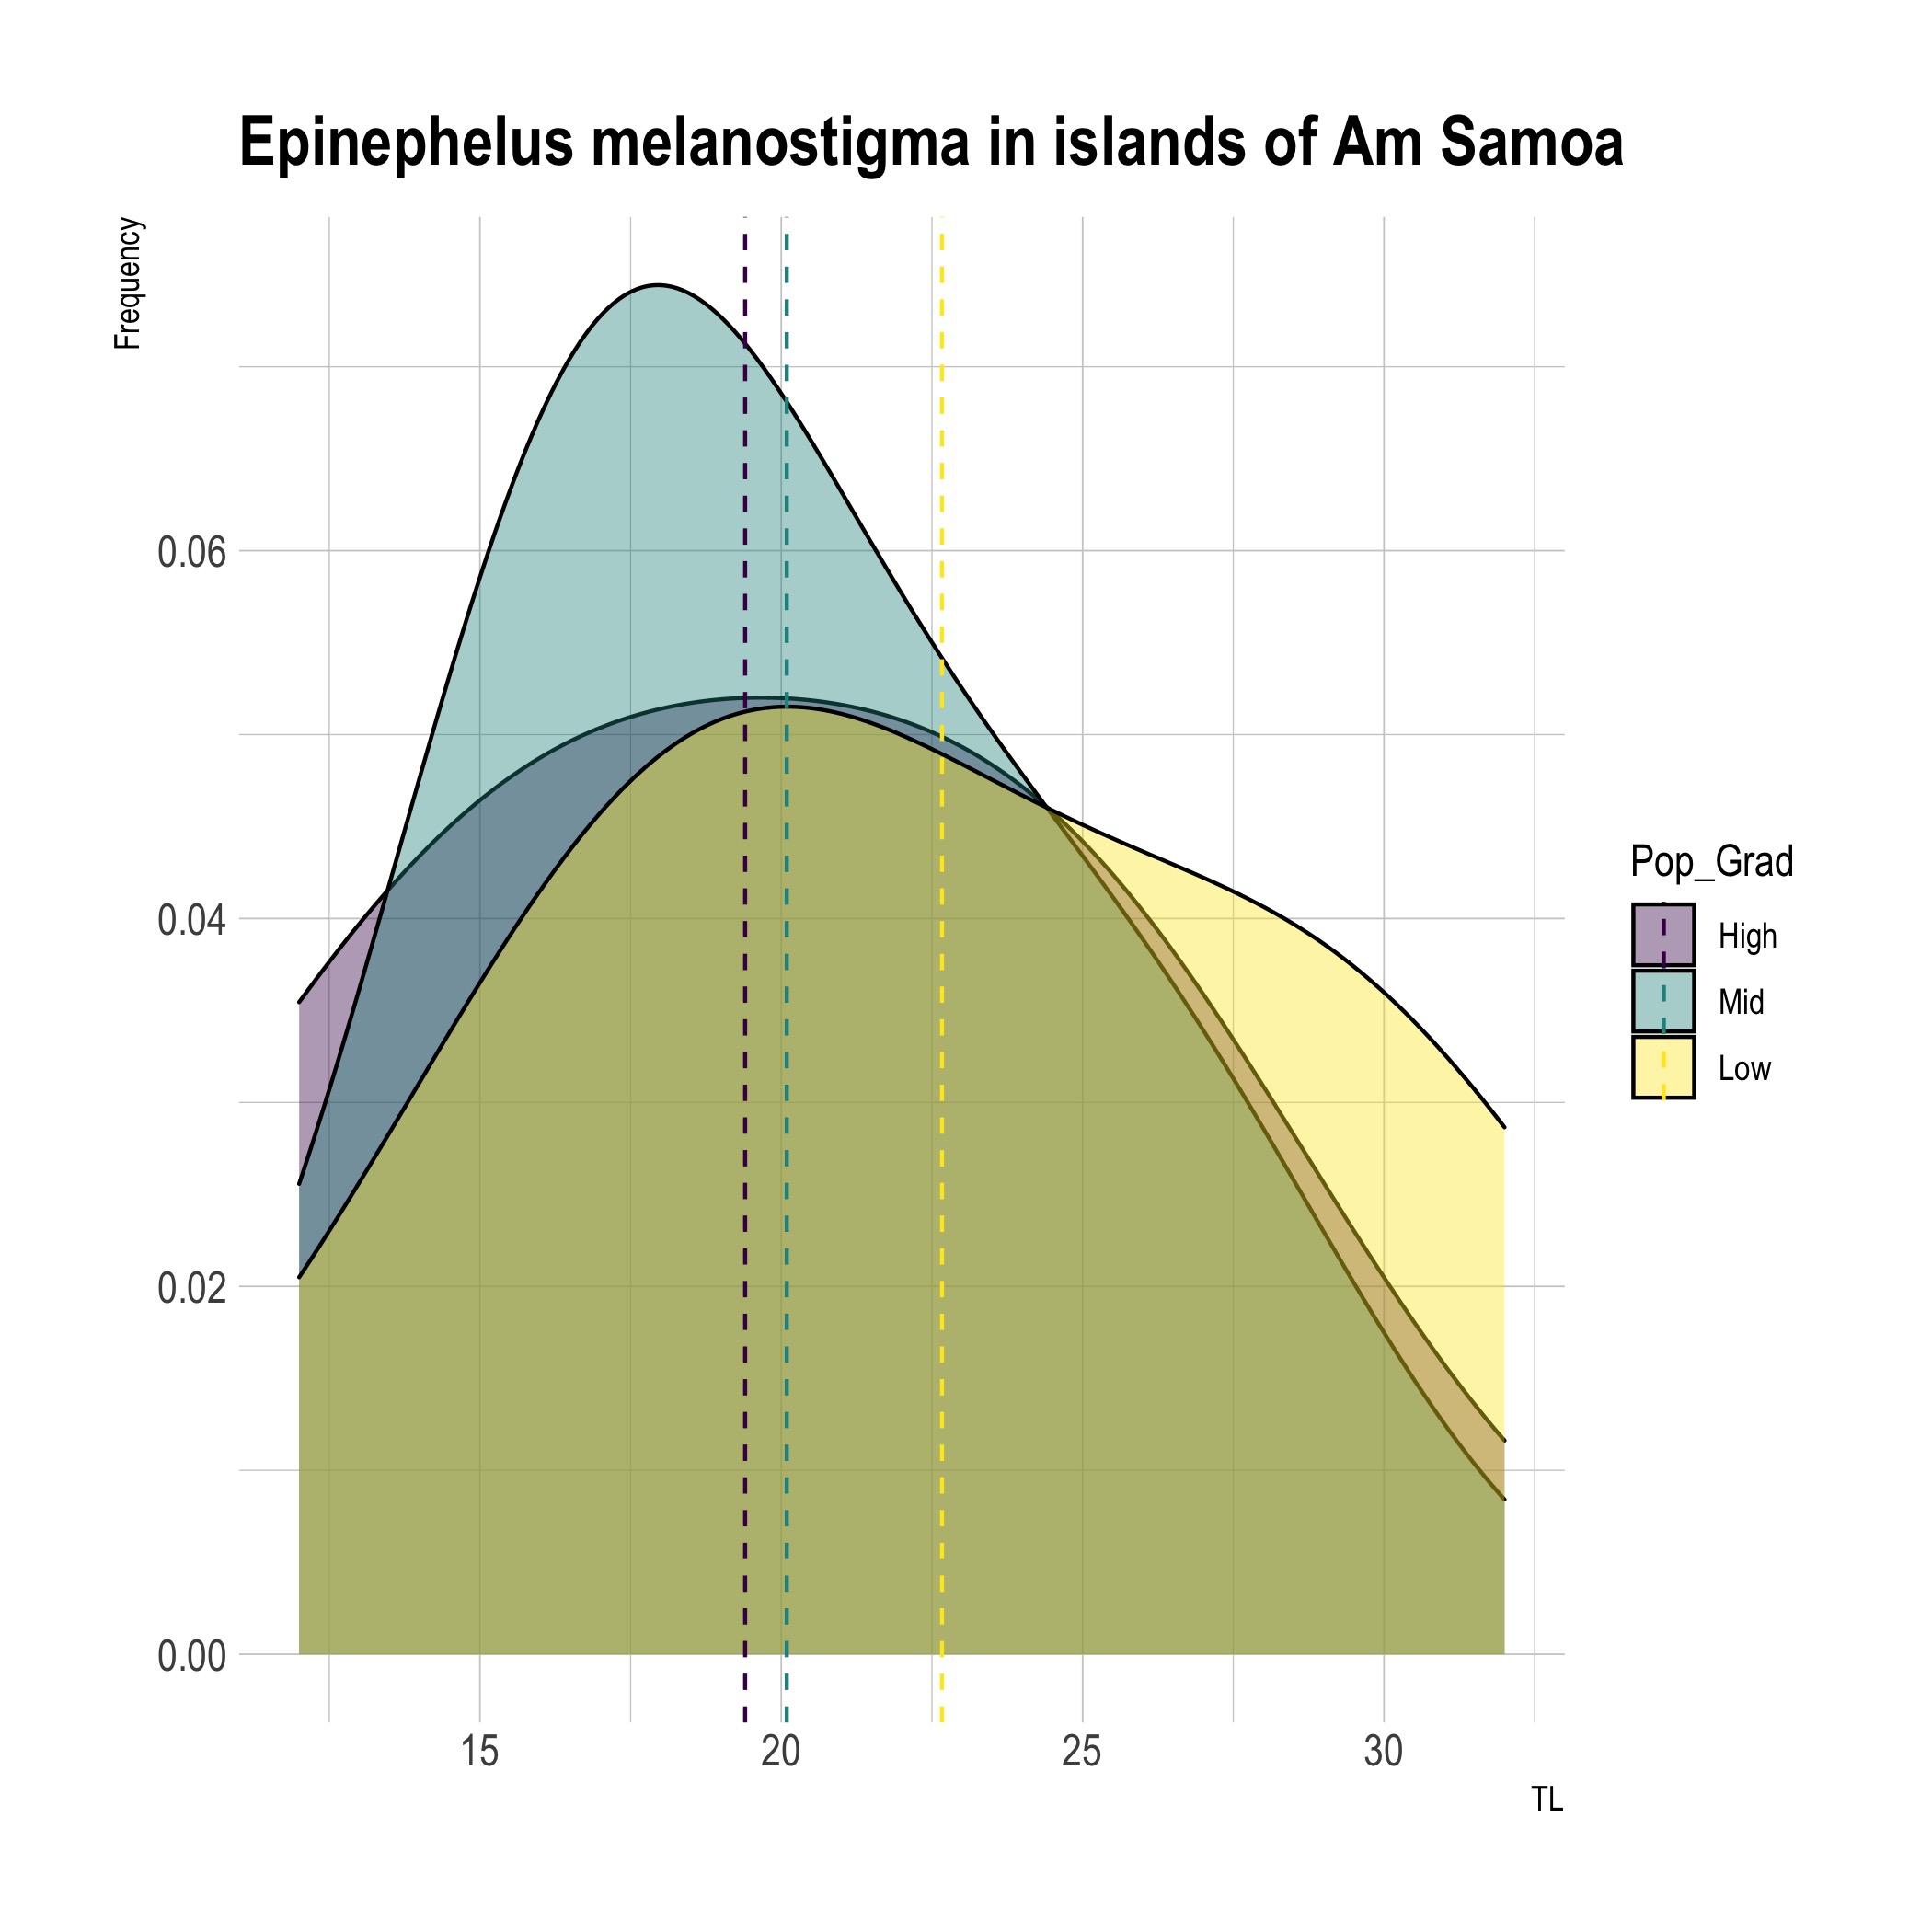 Epinephelus melanostigma in islands of Am Samoa
Frequency
0.06
0.04
0.02
0.00
15 20 25 30
TL
Pop_Grad
High
Mid
Low